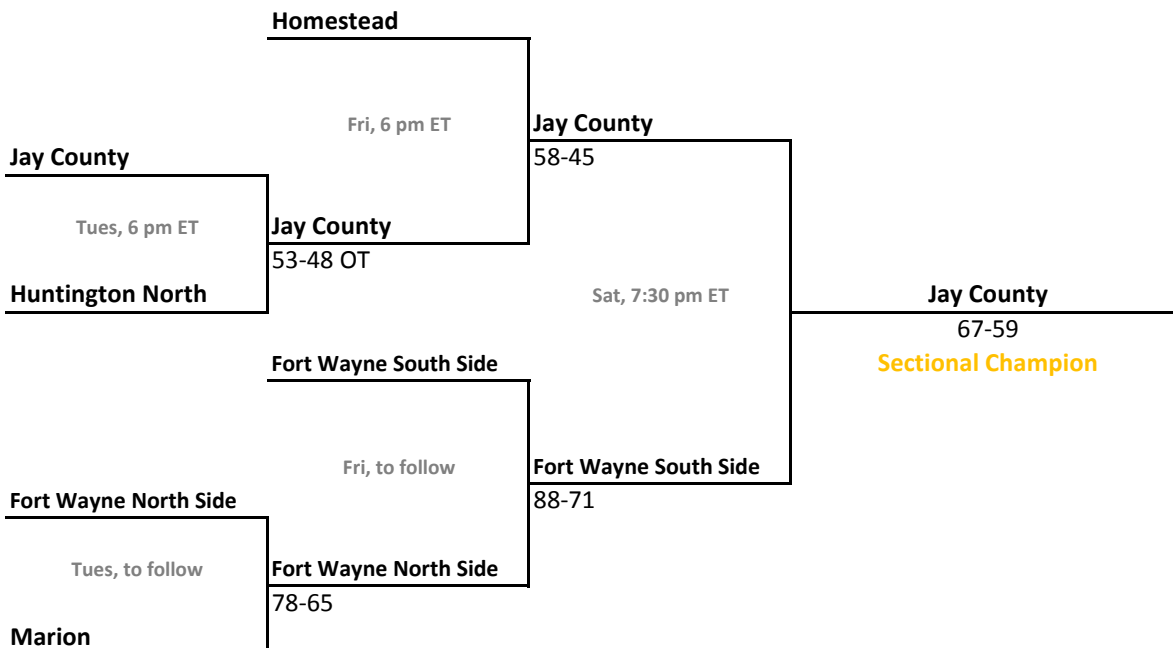 Homestead
Fri, 6 pm ET
Jay County
58-45
Jay County
Tues, 6 pm ET
Jay County
53-48 OT
Huntington North
Sat, 7:30 pm ET
Jay County
67-59
Sectional Champion
Fort Wayne South Side
Fri, to follow
Fort Wayne South Side
88-71
Fort Wayne North Side
Tues, to follow
Fort Wayne North Side
78-65
Marion